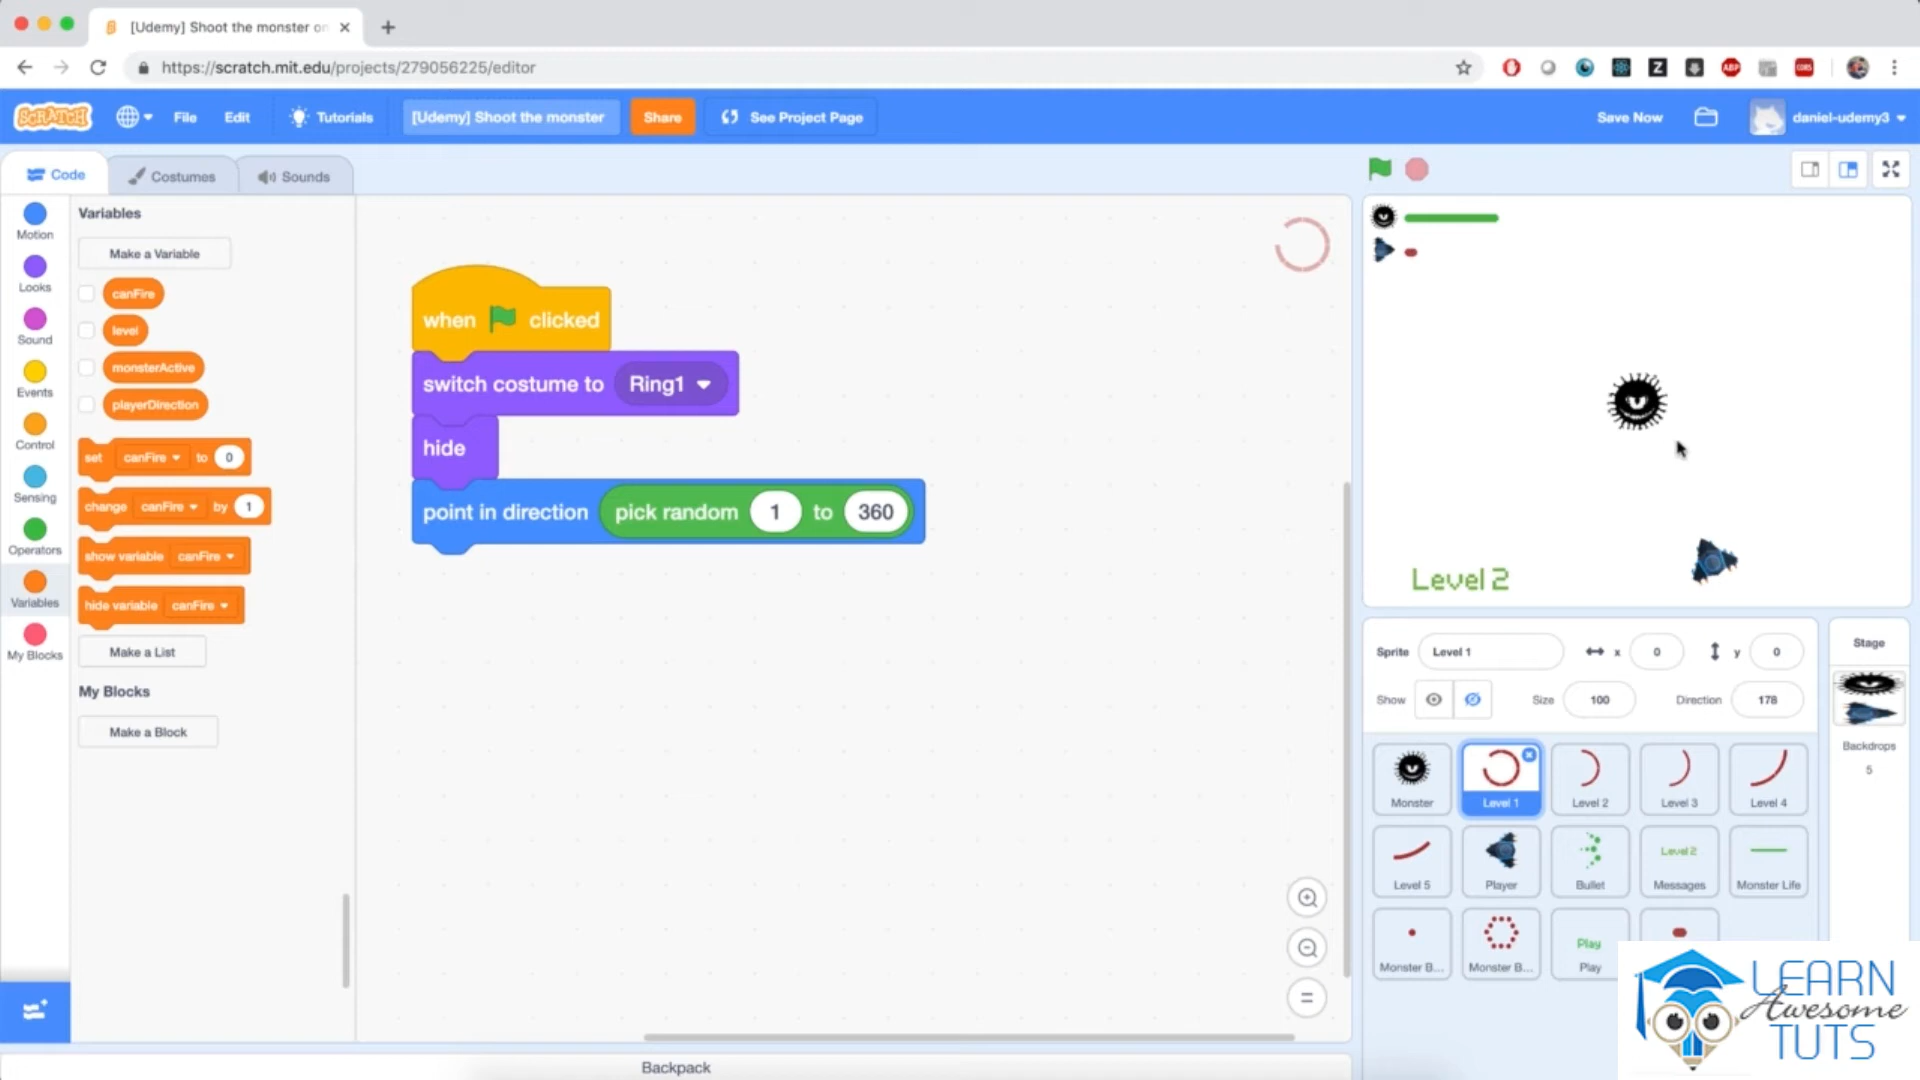 [Udemy] Shoot the monster on
https://scratch.mit.edu/projects/279056225/editor
Z
ABP
CORS
SCRATCH
File
Edit
Tutorials
[Udemy] Shoot the monster
Share
See Project Page
Save Now
daniel-udemy3
Code
Costumes
Sounds
Motion
Looks
Sound
Events
Control
Sensing
Operators
Variables
My Blocks
Variables
Make a Variable
canFire
level
monsterActive
playerDirection
set canFire to 0
change canFire by 1
show variable canFire
hide variable canFire
Make a List
My Blocks
Make a Block
when clicked
switch costume to Ring1
hide
point in direction pick random 1 to 360
Backpack
Level 2
Sprite Level 1 x 0 y 0
Show Size 100 Direction 178
Monster
Level 1
Level 2
Level 3
Level 4
Level 5
Player
Level 2
Bullet
Messages
Monster Life
Monster B...
Monster B...
Play
Play
Stage
Backdrops
5
LEARN
Awesome
TUTS